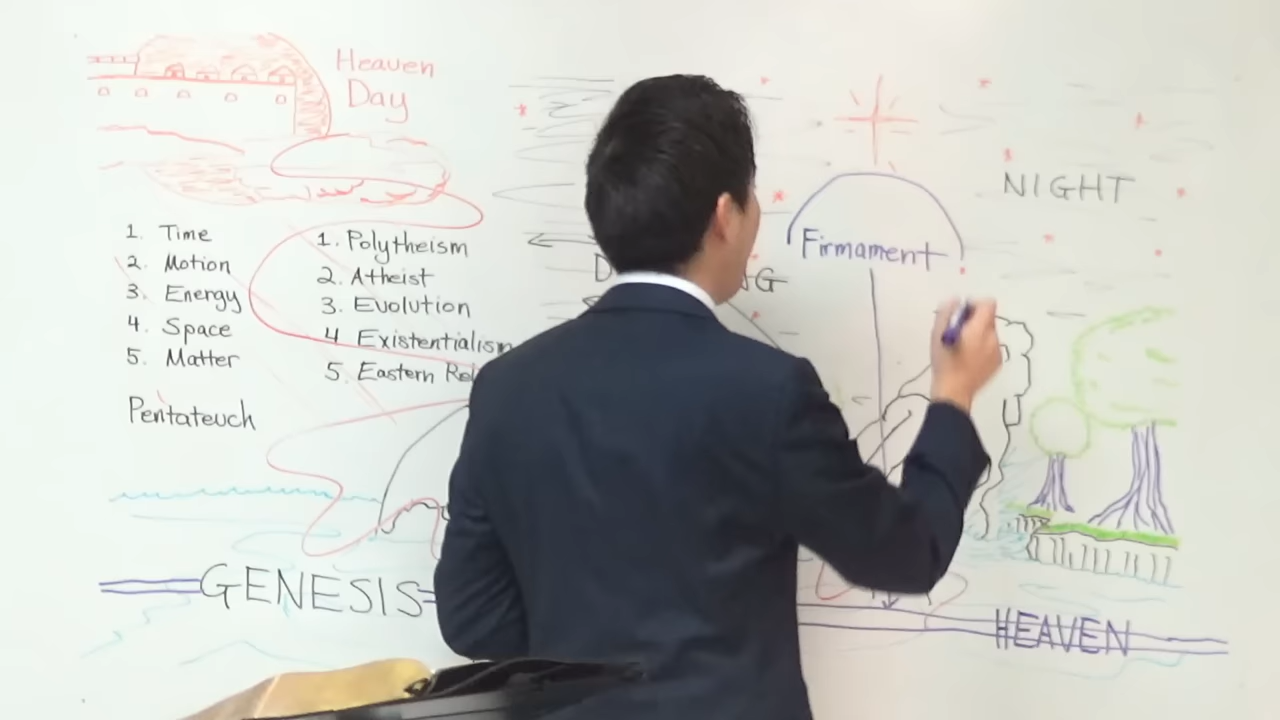 Heaven
Day
1. Time
2. Motion
3. Energy
4. Space
5. Matter
Pentateuch
1. Polytheism
2. Atheist
3. Evolution
4 Existentialism
5. Eastern
NIGHT
Firmament
GENESIS
HEAVEN